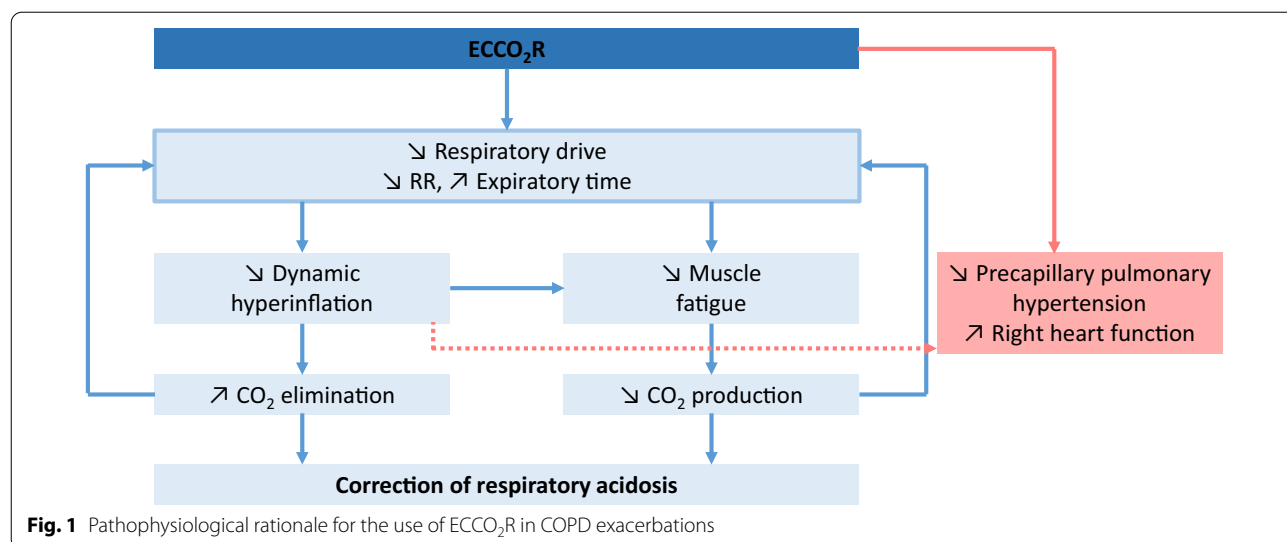 ECCO₂R
↘ Respiratory drive
↘ RR, ↗ Expiratory time
↘ Dynamic
hyperinflation
↘ Muscle
fatigue
↘ Precapillary pulmonary
hypertension
↗ Right heart function
↗ CO₂ elimination
↘ CO₂ production
Correction of respiratory acidosis
Fig. 1 Pathophysiological rationale for the use of ECCO₂R in COPD exacerbations